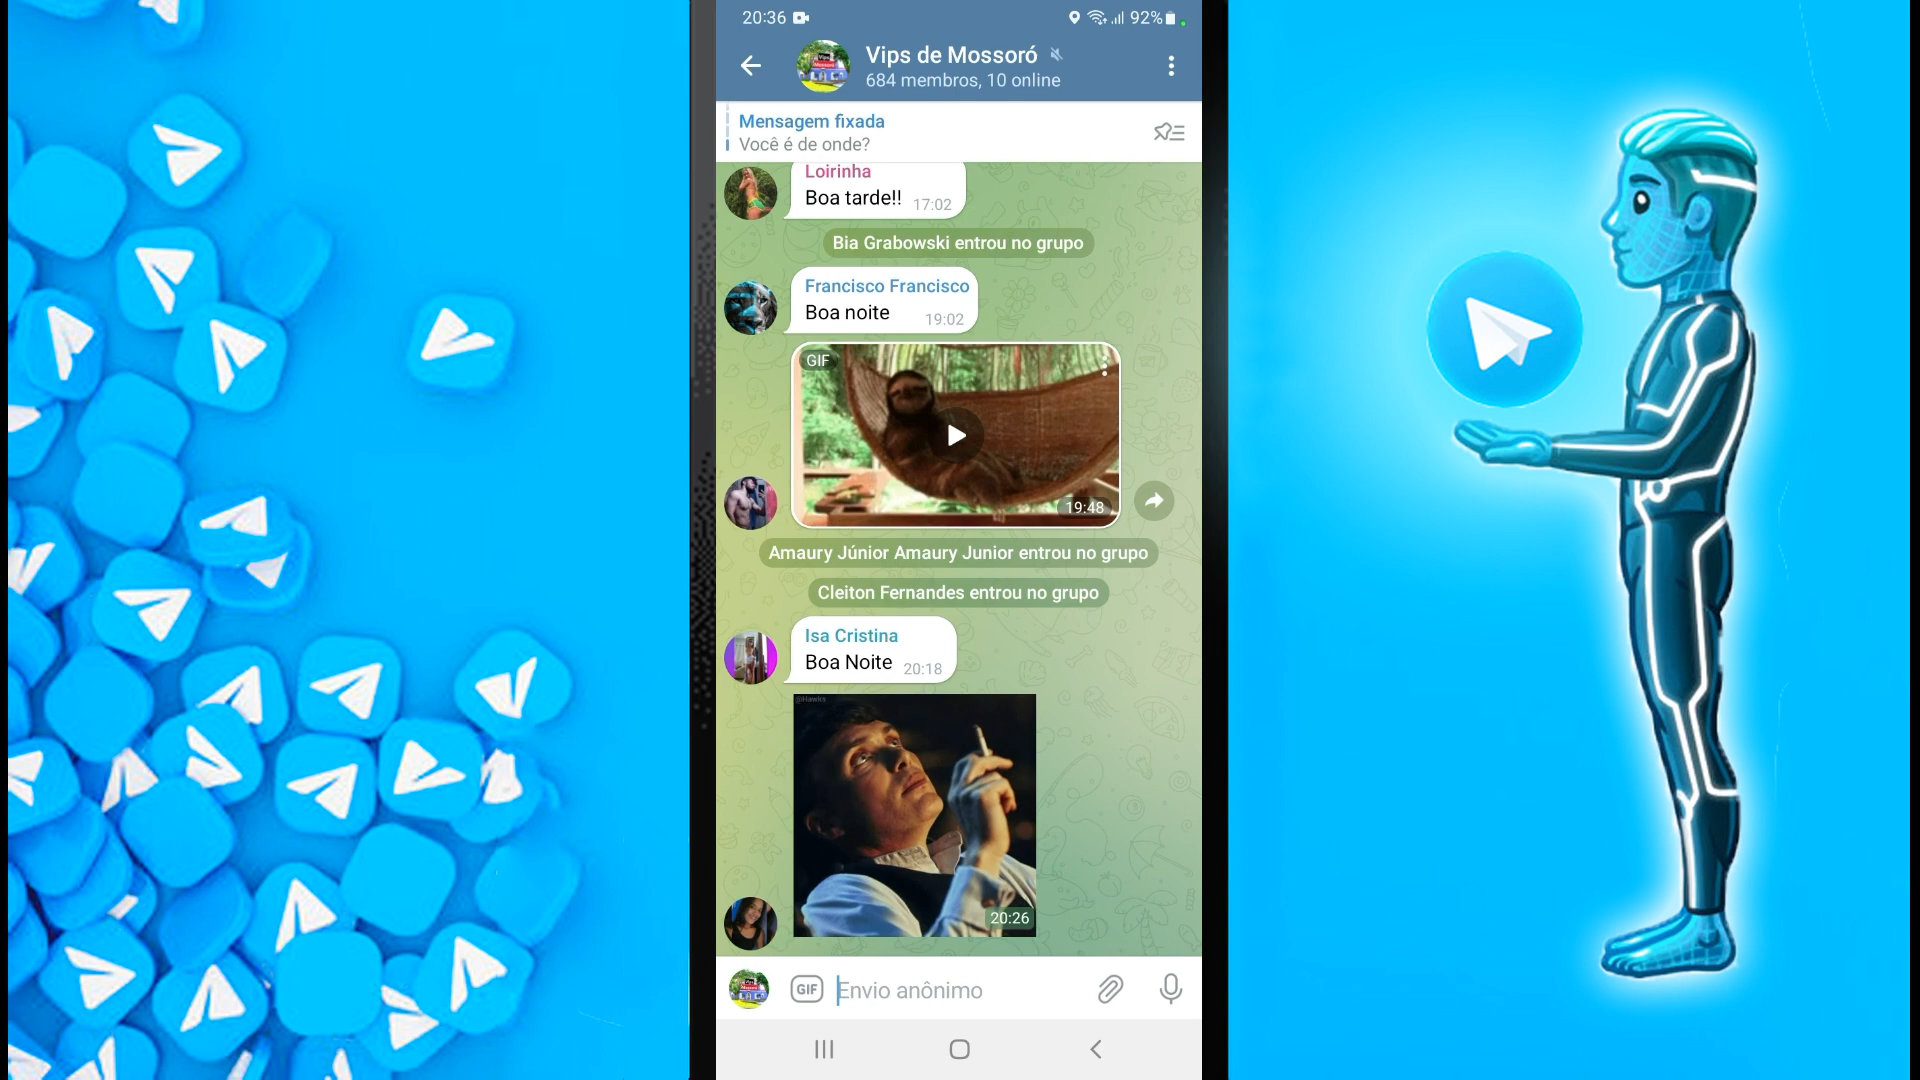 20:36
92%
Vips de Mossoró
684 membros, 10 online
Mensagem fixada
Você é de onde?
Loirinha
Boa tarde!! 17:02
Bia Grabowski entrou no grupo
Francisco Francisco
Boa noite 19:02
GIF
19:48
Amaury Júnior Amaury Junior entrou no grupo
Cleiton Fernandes entrou no grupo
Isa Cristina
Boa Noite 20:18
@Hawks
20:26
GIF Envio anônimo